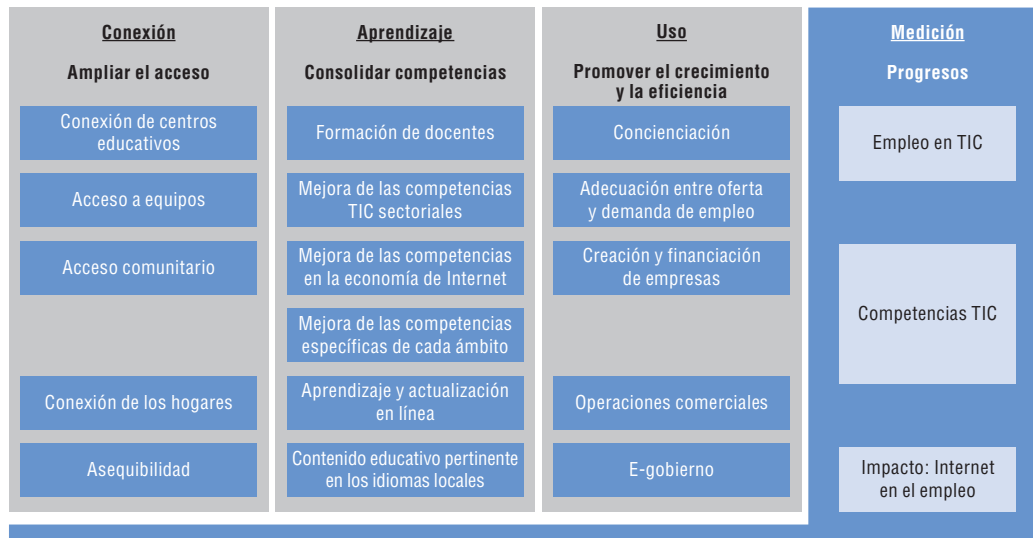 Conexión
Ampliar el acceso
Conexión de centros
educativos
Acceso a equipos
Acceso comunitario
Conexión de los hogares
Asequibilidad
Aprendizaje
Consolidar competencias
Formación de docentes
Mejora de las competencias
TIC sectoriales
Mejora de las competencias
en la economía de Internet
Mejora de las competencias
específicas de cada ámbito
Aprendizaje y actualización
en línea
Contenido educativo pertinente
en los idiomas locales
Uso
Promover el crecimiento
y la eficiencia
Concienciación
Adecuación entre oferta
y demanda de empleo
Creación y financiación
de empresas
Operaciones comerciales
E-gobierno
Medición
Progresos
Empleo en TIC
Competencias TIC
Impacto: Internet
en el empleo